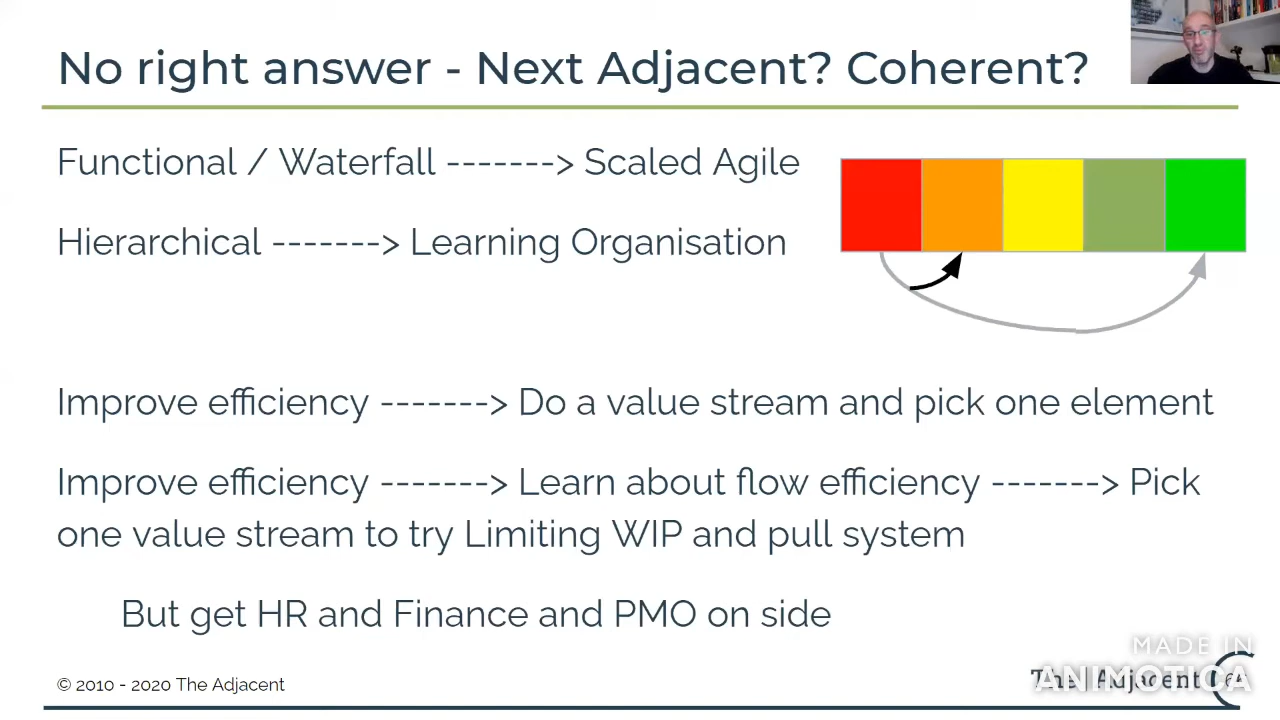 No right answer - Next Adjacent? Coherent?
Functional / Waterfall -------> Scaled Agile
Hierarchical -------> Learning Organisation
Improve efficiency -------> Do a value stream and pick one element
Improve efficiency -------> Learn about flow efficiency -------> Pick
one value stream to try Limiting WIP and pull system
But get HR and Finance and PMO on side
MADE IN
ANIMOTICA
The Adjacent
© 2010 - 2020 The Adjacent